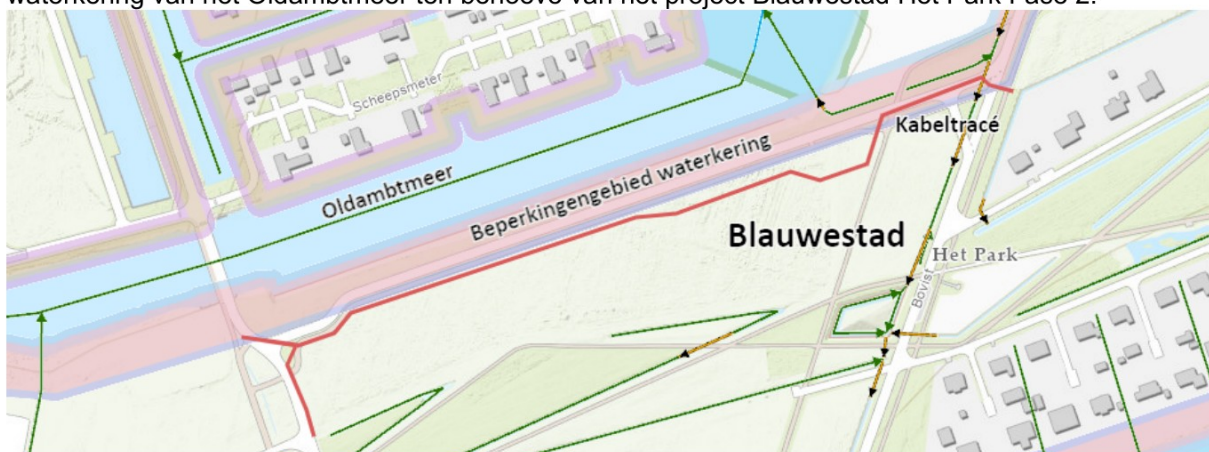 waterkering van het Oldambtmeer ten behoeve van het project Blauwestad Het Park Fase 2.
Scheepsmeter
Kabeltracé
Oldambtmeer
Beperkingengebied waterkering
Blauwestad
Het Park
Bovist